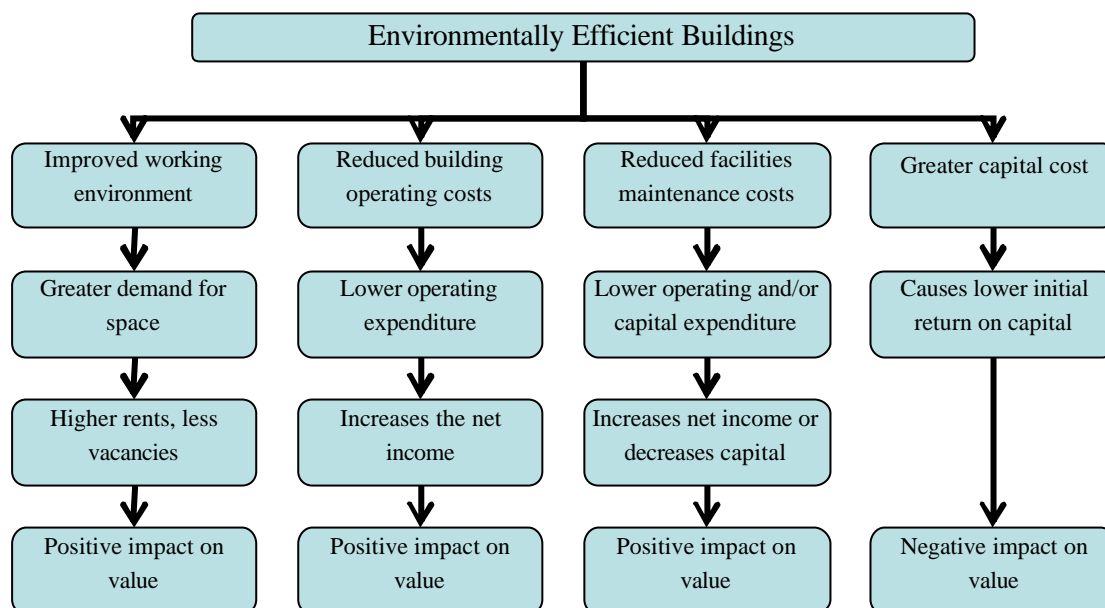 Environmentally Efficient Buildings
Improved working
environment
Reduced building
operating costs
Reduced facilities
maintenance costs
Greater capital cost
Greater demand for
space
Lower operating
expenditure
Lower operating and/or
capital expenditure
Causes lower initial
return on capital
Higher rents, less
vacancies
Increases the net
income
Increases net income or
decreases capital
Positive impact on
value
Positive impact on
value
Positive impact on
value
Negative impact on
value